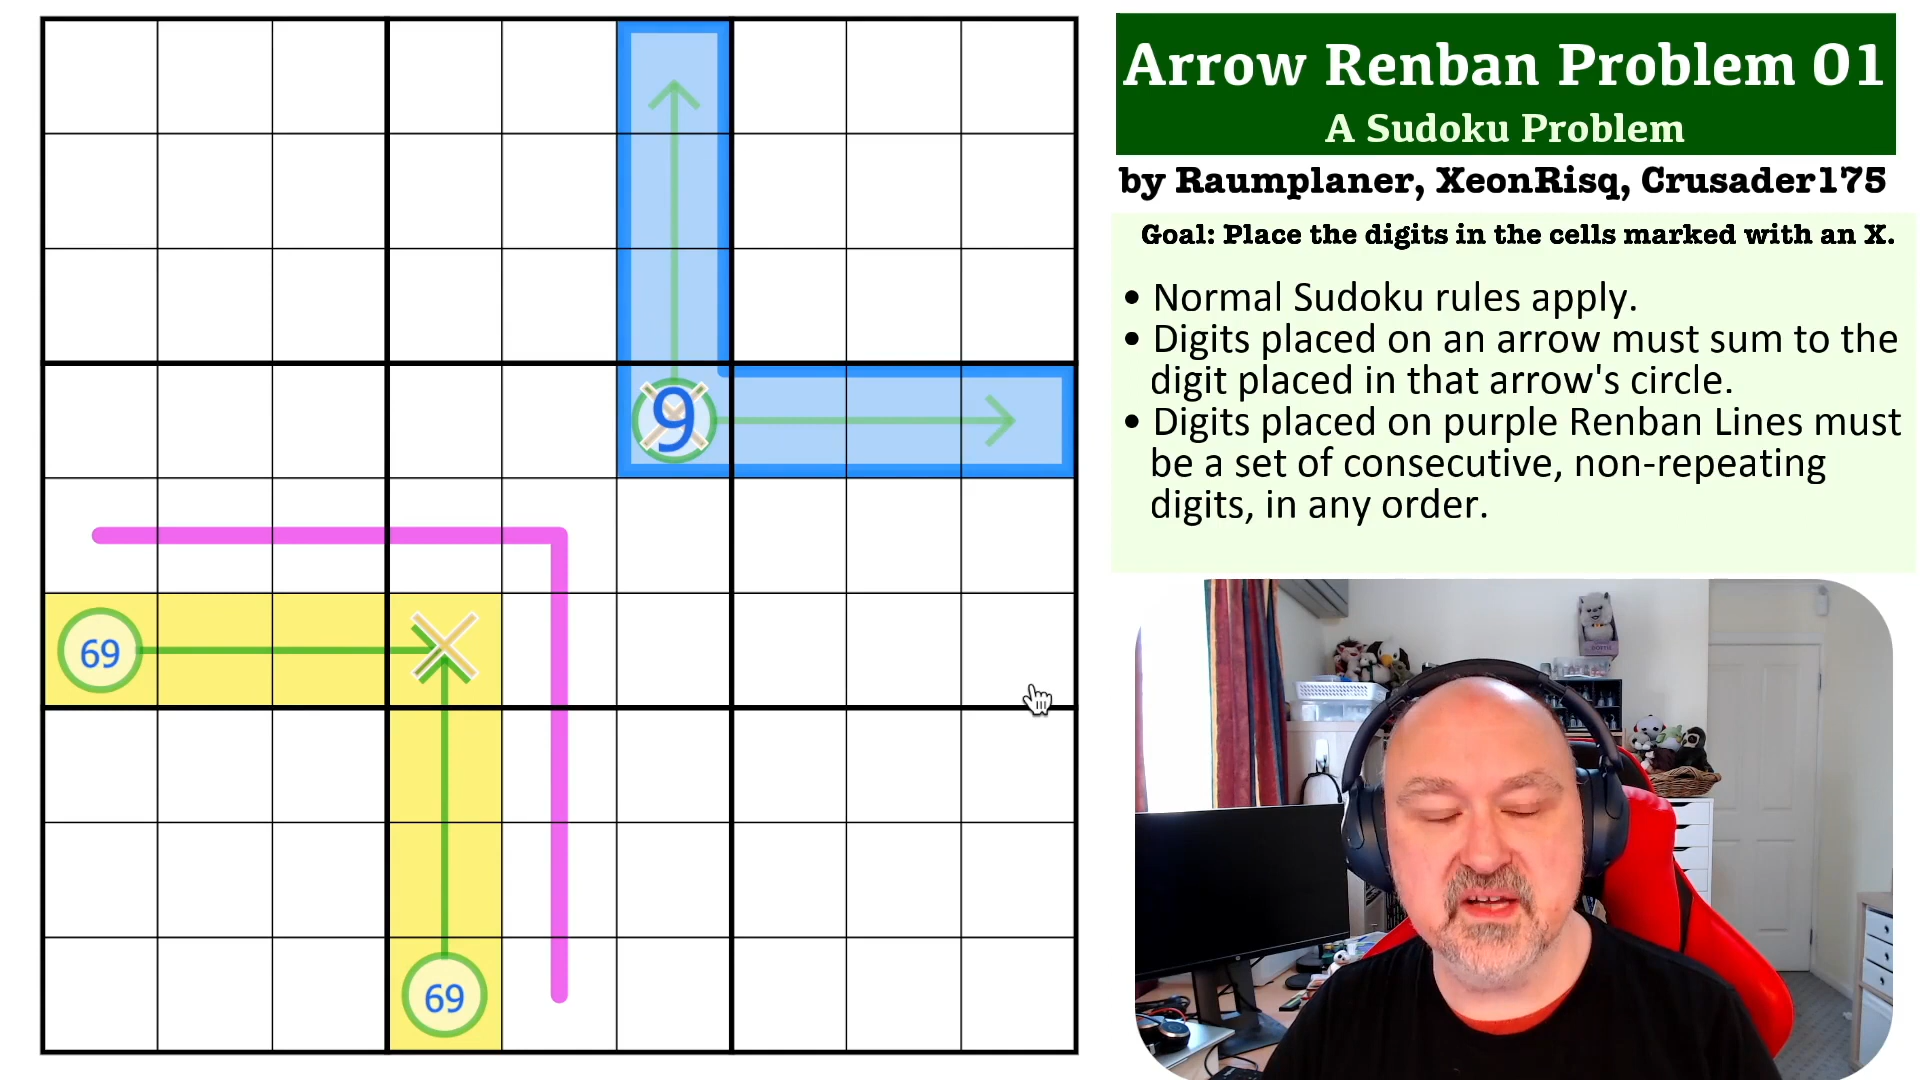 Arrow Renban Problem 01
A Sudoku Problem
by Raumplaner, XeonRisq, Crusader175
Goal: Place the digits in the cells marked with an X.
• Normal Sudoku rules apply.
• Digits placed on an arrow must sum to the
digit placed in that arrow's circle.
• Digits placed on purple Renban Lines must
be a set of consecutive, non-repeating
digits, in any order.
9
69
69